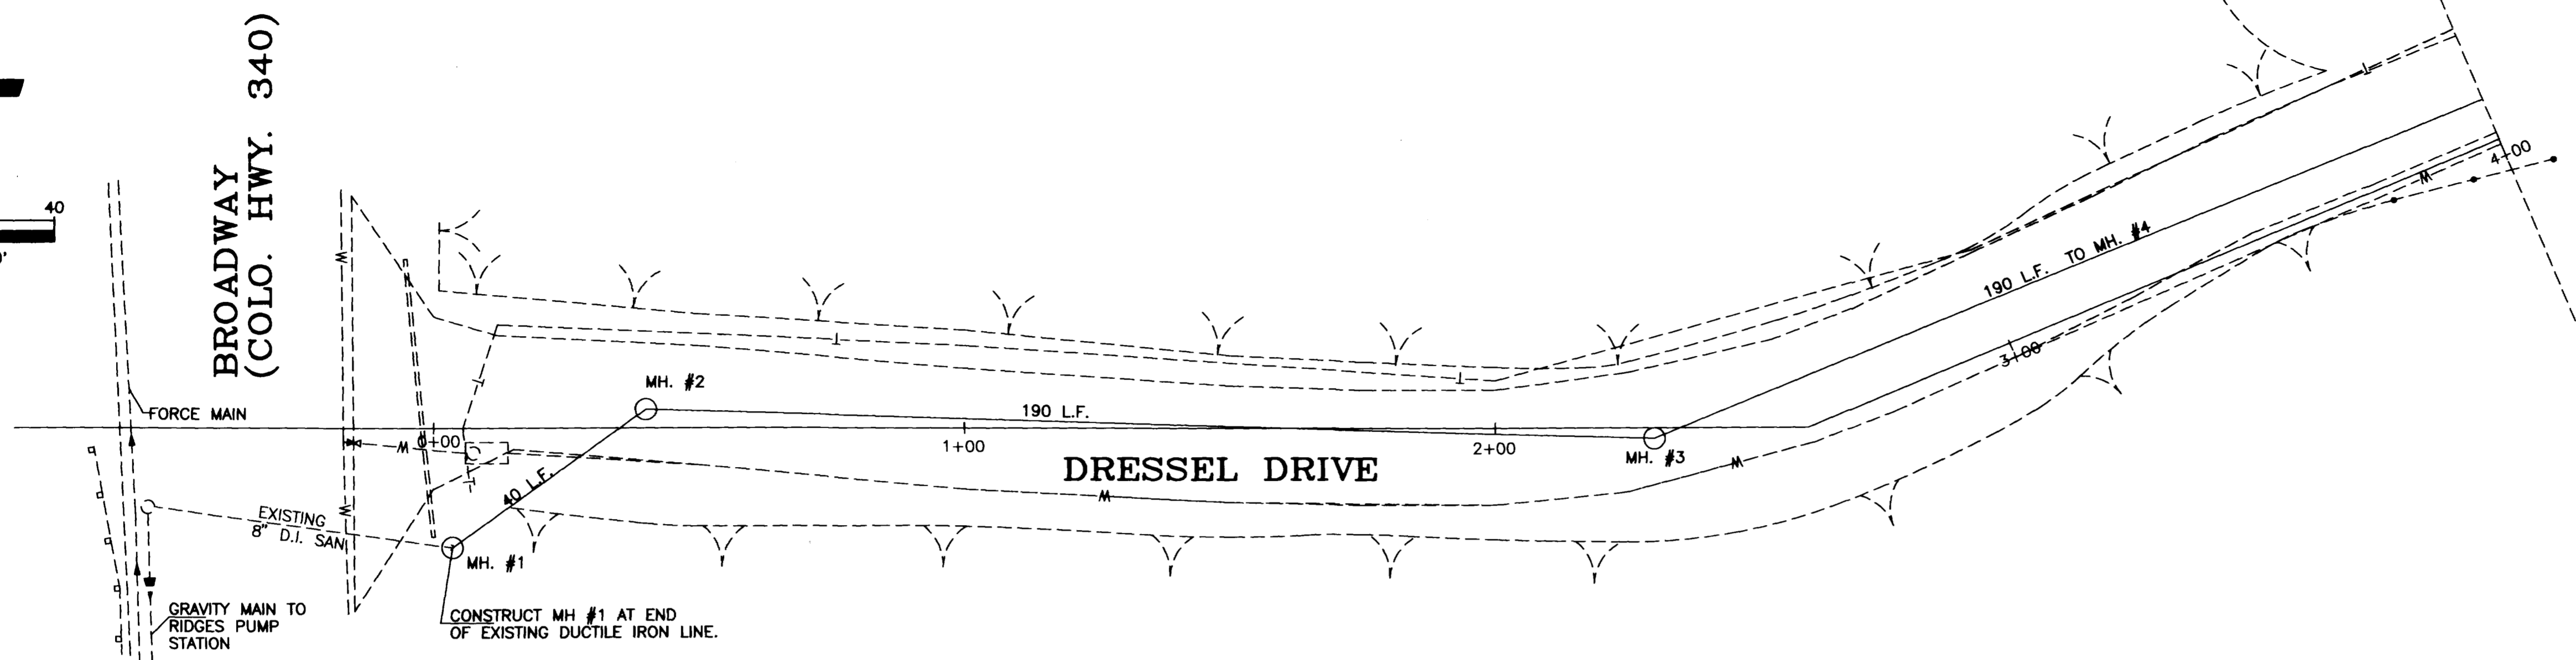 BROADWAY
(COLO. HWY. 340)
40
FORCE MAIN
W
W
0+00
MH. #2
190 L.F.
1+00
2+00
DRESSEL DRIVE
MH. #3
190 L.F. TO MH. #4
3+00
4+00
W
W
W
40 L.F.
EXISTING
8" D.I. SAN
MH. #1
CONSTRUCT MH #1 AT END
OF EXISTING DUCTILE IRON LINE.
GRAVITY MAIN TO
RIDGES PUMP
STATION